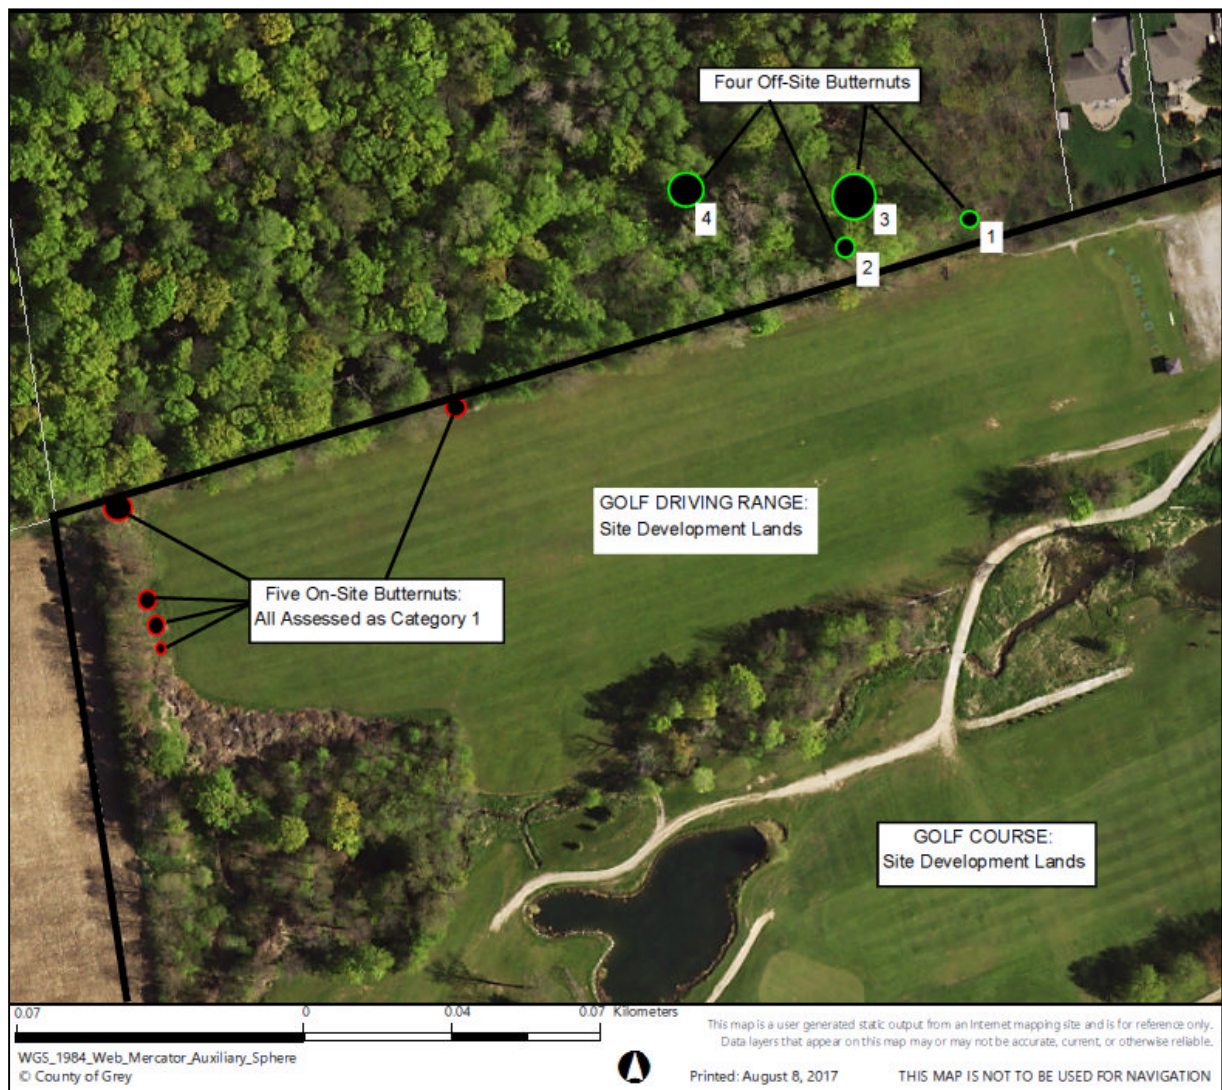 Four Off-Site Butternuts
4
3
1
2
GOLF DRIVING RANGE:
Site Development Lands
Five On-Site Butternuts:
All Assessed as Category 1
GOLF COURSE:
Site Development Lands
0.07 0 0.04 0.07 Kilometers
WGS_1984_Web_Mercator_Auxiliary_Sphere
© County of Grey
This map is a user generated static output from an Internet mapping site and is for reference only.
Data layers that appear on this map may or may not be accurate, current, or otherwise reliable.
Printed: August 8, 2017
THIS MAP IS NOT TO BE USED FOR NAVIGATION